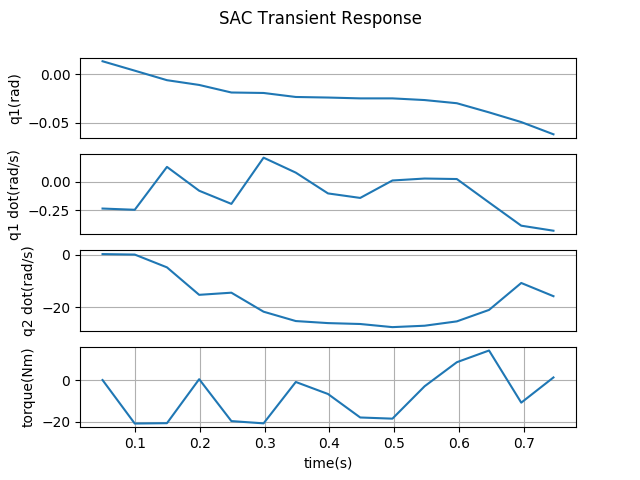 SAC Transient Response
0.00
−0.05
q1(rad)
0.00
−0.25
q1 dot(rad/s)
0
−20
q2 dot(rad/s)
0
−20
torque(Nm)
0.1 0.2 0.3 0.4 0.5 0.6 0.7
time(s)